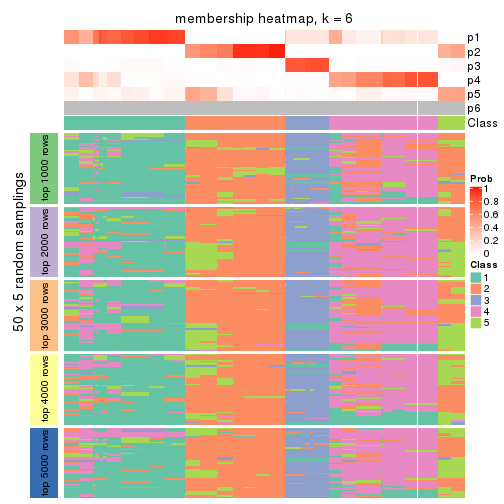 membership heatmap, k = 6
p1
p2
p3
p4
p5
p6
Class
50 x 5 random samplings
top 1000 rows
top 2000 rows
top 3000 rows
top 4000 rows
top 5000 rows
Prob
1
0.8
0.6
0.4
0.2
0
Class
1
2
3
4
5